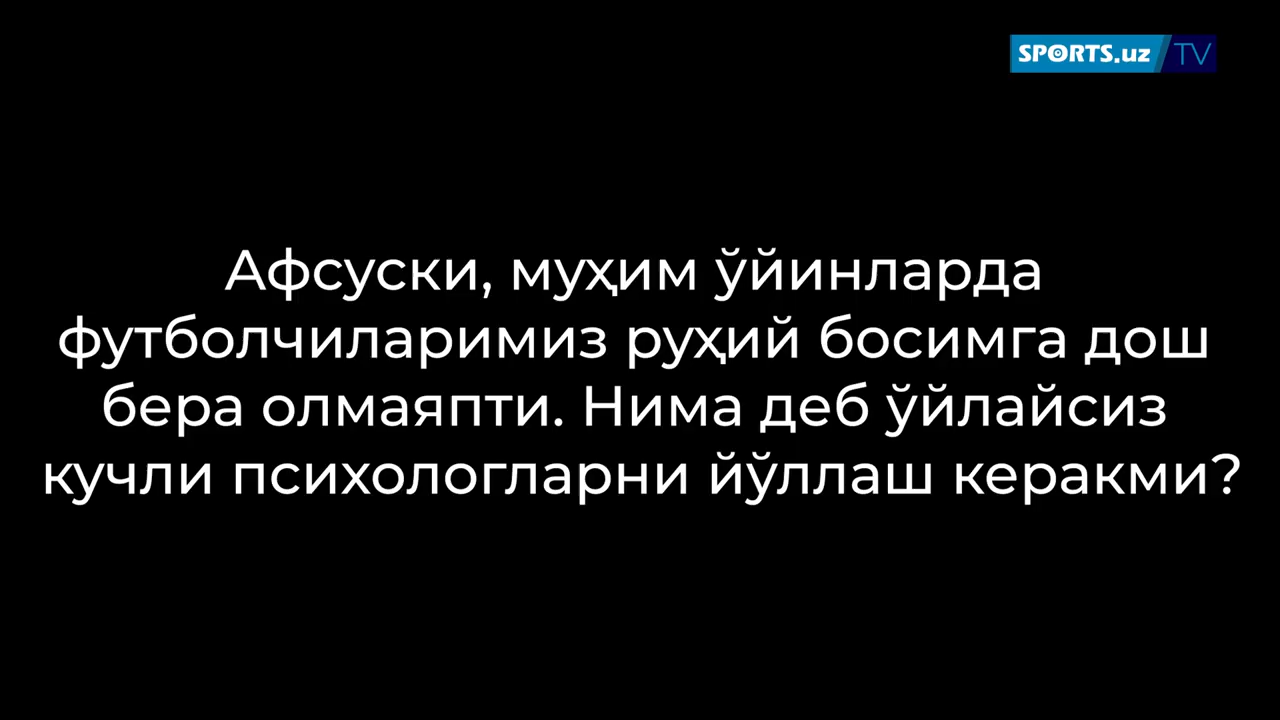 SPORTS.uz TV
Афсуски, муҳим ўйинларда
футболчиларимиз руҳий босимга дош
бера олмаяпти. Нима деб ўйлайсиз
кучли психологларни йўллаш керакми?